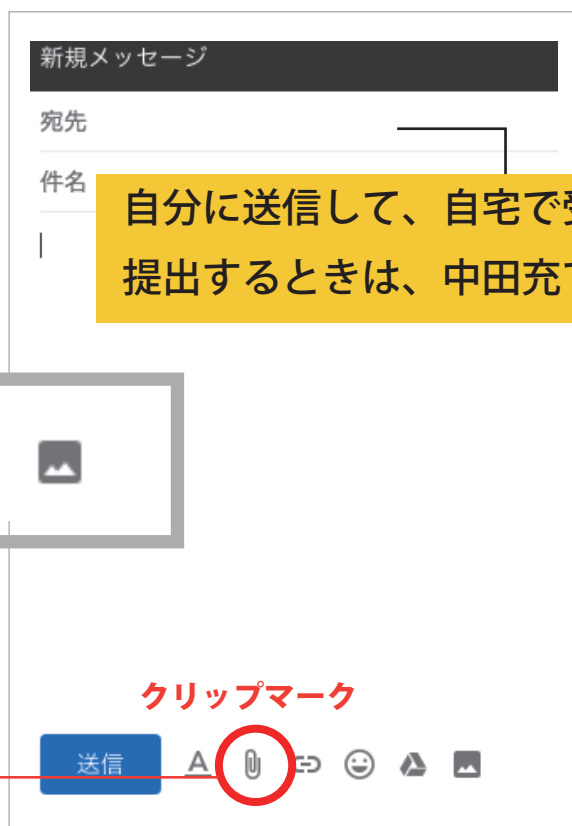 新規メッセージ
宛先
件名
自分に送信して、自宅で
提出するときは、中田充
クリップマーク
送信 A